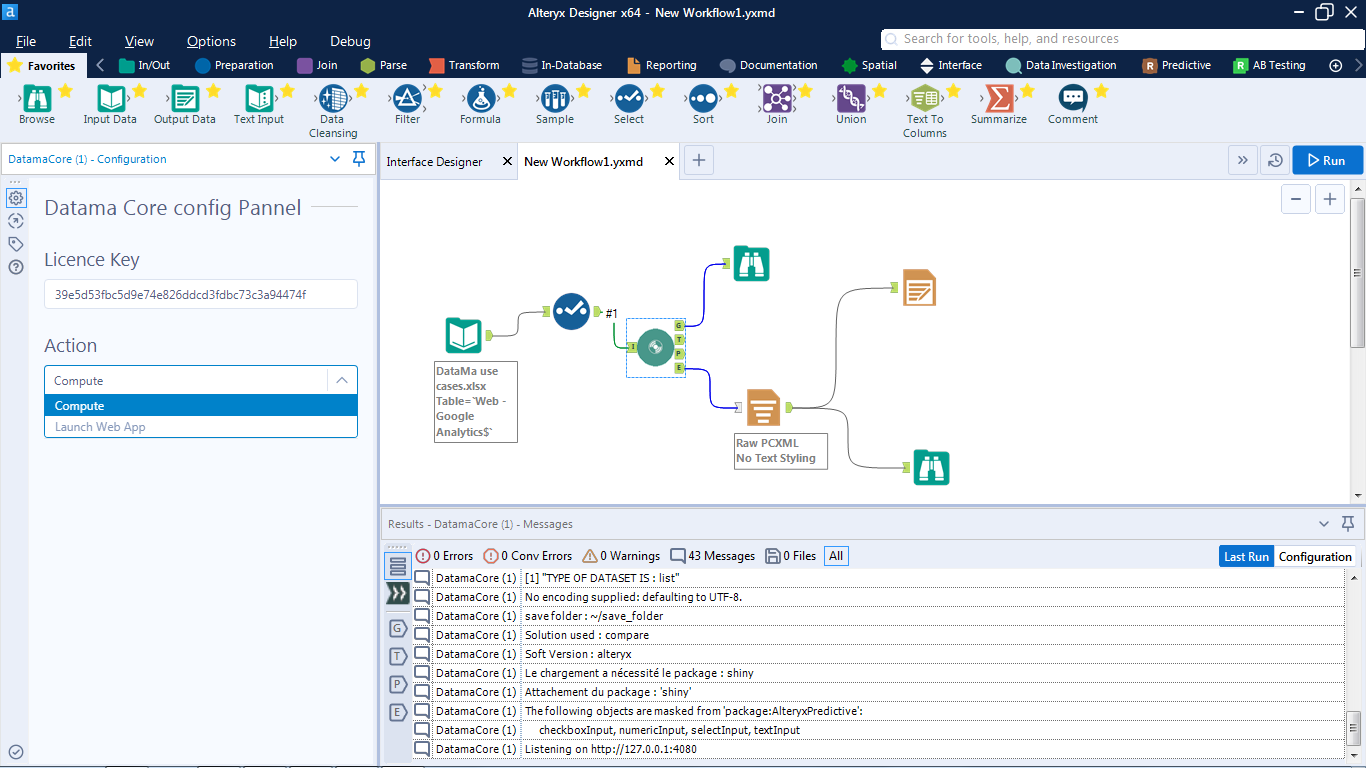 a Alteryx Designer x64 - New Workflow1.yxmd
File Edit View Options Help Debug
Search for tools, help, and resources
Favorites In/Out Preparation Join Parse Transform In-Database Reporting Documentation Spatial Interface Data Investigation R Predictive R AB Testing
Browse Input Data Output Data Text Input Data Cleansing Filter Formula Sample Select Sort Join Union Text To Columns Summarize Comment
DatamaCore (1) - Configuration
Interface Designer New Workflow1.yxmd
Run
Datama Core config Pannel
Licence Key
39e5d53fbc5d9e74e826ddcd3fdbc73c3a94474f
Action
Compute
Compute
Launch Web App
#1
I
G
T
P
E
DataMa use
cases.xlsx
Table=`Web -
Google
Analytics$`
Raw PCXML
No Text Styling
Results - DatamaCore (1) - Messages
0 Errors 0 Conv Errors 0 Warnings 43 Messages 0 Files All Last Run Configuration
G
T
P
E
DatamaCore (1) [1] "TYPE OF DATASET IS : list"
DatamaCore (1) No encoding supplied: defaulting to UTF-8.
DatamaCore (1) save folder : ~/save_folder
DatamaCore (1) Solution used : compare
DatamaCore (1) Soft Version : alteryx
DatamaCore (1) Le chargement a nécessité le package : shiny
DatamaCore (1) Attachement du package : 'shiny'
DatamaCore (1) The following objects are masked from 'package:AlteryxPredictive':
DatamaCore (1) checkboxInput, numericInput, selectInput, textInput
DatamaCore (1) Listening on http://127.0.0.1:4080